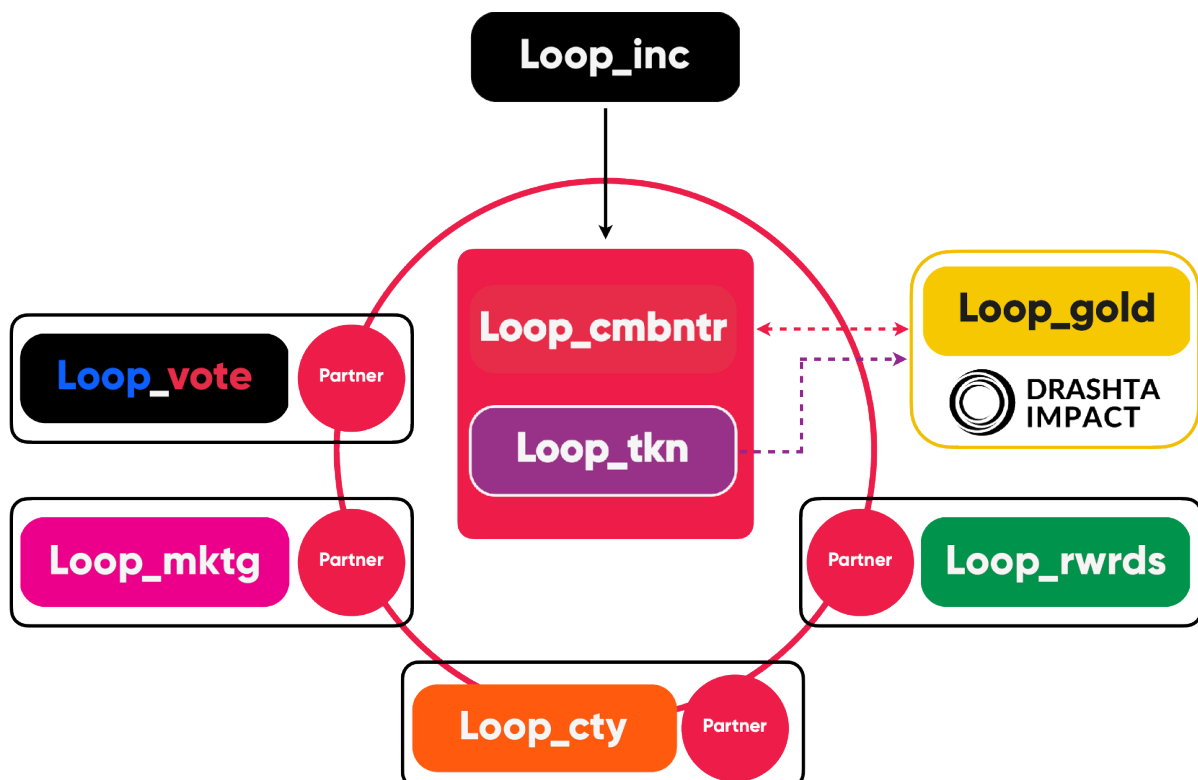 Loop_inc
Loop_cmbntr
Loop_gold
Loop_vote
Partner
DRASHTA
IMPACT
Loop_tkn
Loop_mktg
Partner
Partner
Loop_rwrds
Loop_cty
Partner